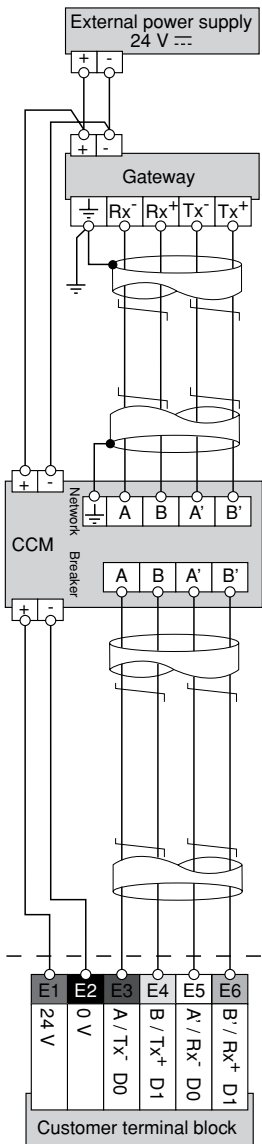 External power supply
24 V ⎓
+ -
+ -
Gateway
Rx- Rx+ Tx- Tx+
+ -
Network
A B A' B'
CCM
Breaker
A B A' B'
+ -
E1 E2 E3 E4 E5 E6
24 V
0 V
A / Tx- D0
B / Tx+ D1
A' / Rx- D0
B' / Rx+ D1
Customer terminal block